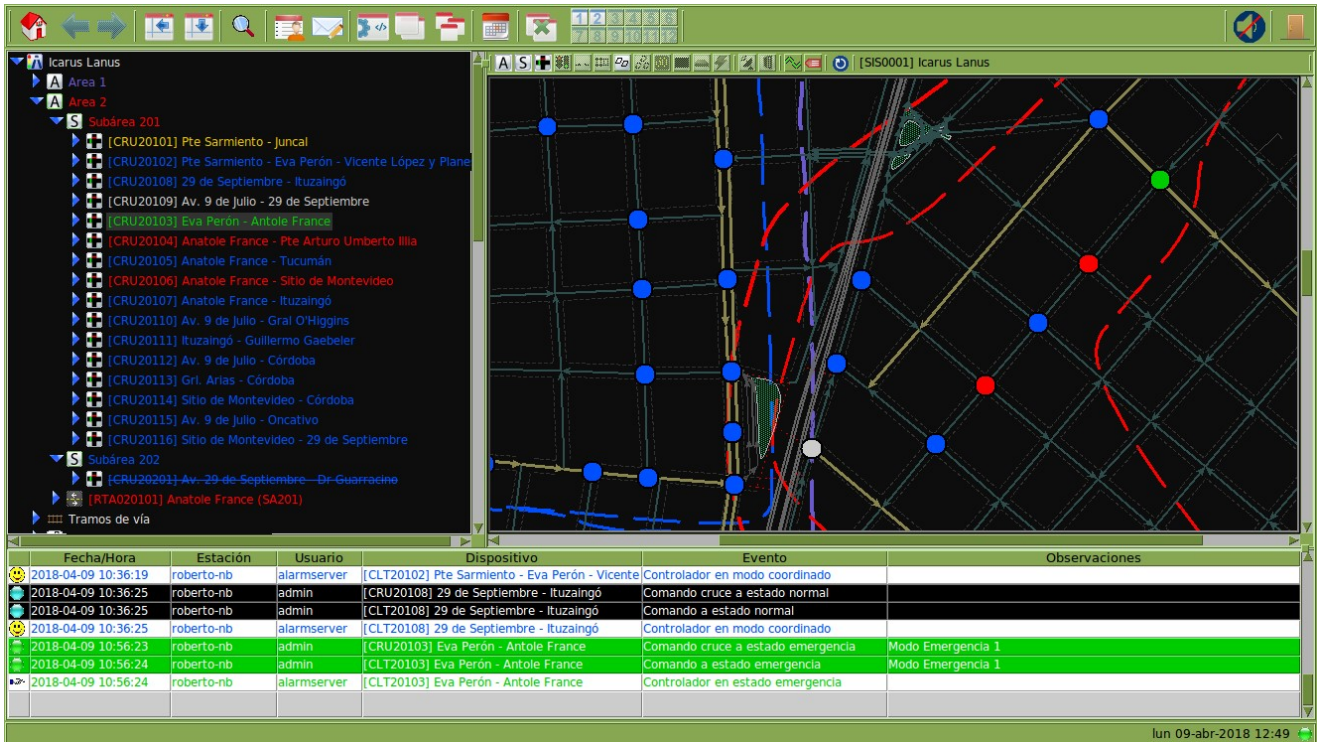 1 2 3 4 5 6
7 8 9 10 11 12
Icarus Lanus
A Area 1
A Area 2
S Subárea 201
[CRU20101] Pte Sarmiento - Juncal
[CRU20102] Pte Sarmiento - Eva Perón - Vicente López y Plane
[CRU20108] 29 de Septiembre - Ituzaingó
[CRU20109] Av. 9 de Julio - 29 de Septiembre
[CRU20103] Eva Perón - Antole France
[CRU20104] Anatole France - Pte Arturo Umberto Illia
[CRU20105] Anatole France - Tucumán
[CRU20106] Anatole France - Sitio de Montevideo
[CRU20107] Anatole France - Ituzaingó
[CRU20110] Av. 9 de Julio - Gral O'Higgins
[CRU20111] Ituzaingó - Guillermo Gaebeler
[CRU20112] Av. 9 de Julio - Córdoba
[CRU20113] Grl. Arias - Córdoba
[CRU20114] Sitio de Montevideo - Córdoba
[CRU20115] Av. 9 de Julio - Oncativo
[CRU20116] Sitio de Montevideo - 29 de Septiembre
S Subárea 202
[CRU20201] Av. 29 de Septiembre - Dr Guarracino
[RTA020101] Anatole France (SA201)
Tramos de vía
A S [SIS0001] Icarus Lanus
Fecha/Hora Estación Usuario Dispositivo Evento Observaciones
2018-04-09 10:36:19 roberto-nb alarmserver [CLT20102] Pte Sarmiento - Eva Perón - Vicente Controlador en modo coordinado
2018-04-09 10:36:25 roberto-nb admin [CRU20108] 29 de Septiembre - Ituzaingó Comando cruce a estado normal
2018-04-09 10:36:25 roberto-nb admin [CLT20108] 29 de Septiembre - Ituzaingó Comando a estado normal
2018-04-09 10:36:25 roberto-nb alarmserver [CLT20108] 29 de Septiembre - Ituzaingó Controlador en modo coordinado
2018-04-09 10:56:23 roberto-nb admin [CRU20103] Eva Perón - Antole France Comando cruce a estado emergencia Modo Emergencia 1
2018-04-09 10:56:24 roberto-nb admin [CLT20103] Eva Perón - Antole France Comando a estado emergencia Modo Emergencia 1
2018-04-09 10:56:24 roberto-nb alarmserver [CLT20103] Eva Perón - Antole France Controlador en estado emergencia
lun 09-abr-2018 12:49